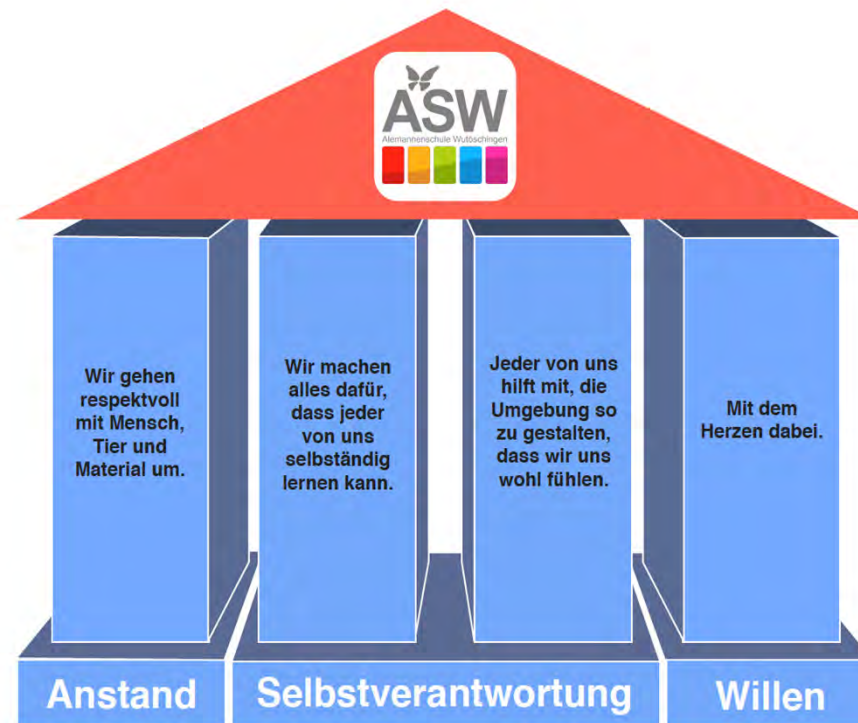 ASW
Alemannenschule Wutöschingen
Wir gehen
respektvoll
mit Mensch,
Tier und
Material um.
Wir machen
alles dafür,
dass jeder
von uns
selbständig
lernen kann.
Jeder von uns
hilft mit, die
Umgebung so
zu gestalten,
dass wir uns
wohl fühlen.
Mit dem
Herzen dabei.
Anstand
Selbstverantwortung
Willen